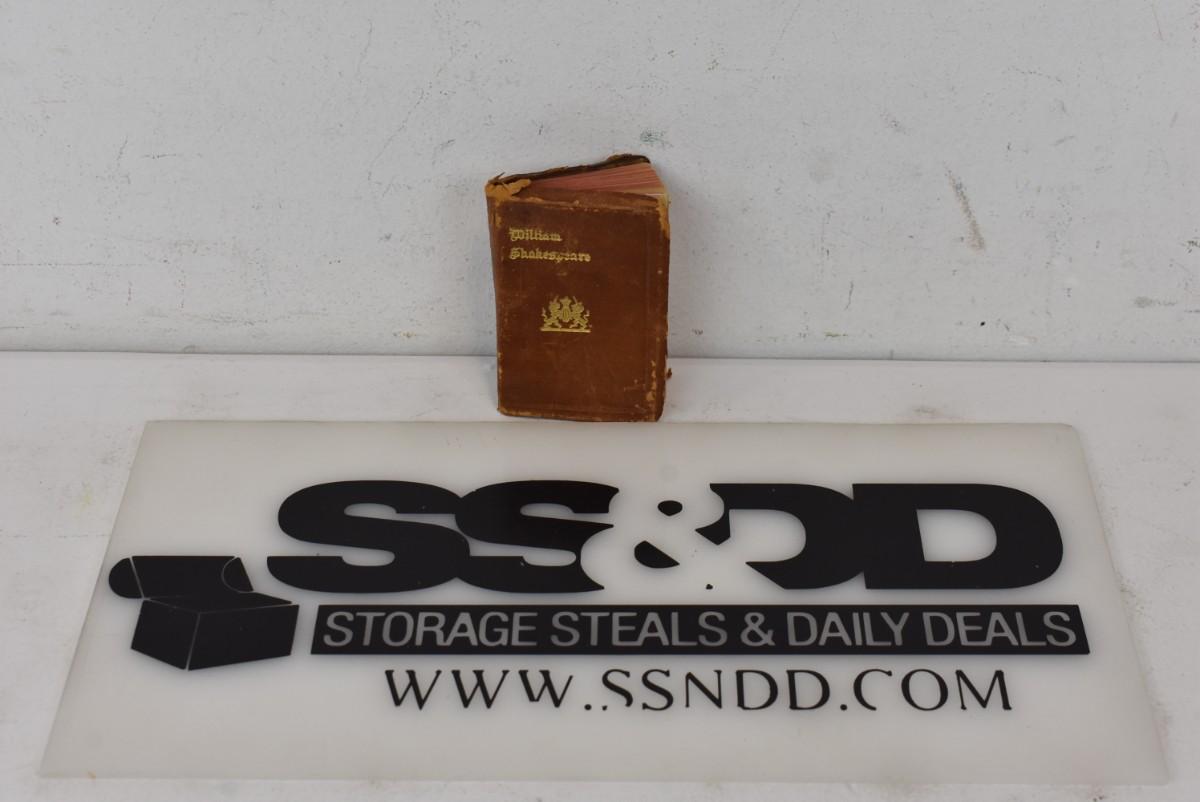 William
Shakespeare
SS&DD
STORAGE STEALS & DAILY DEALS
WWW.SSNDD.COM